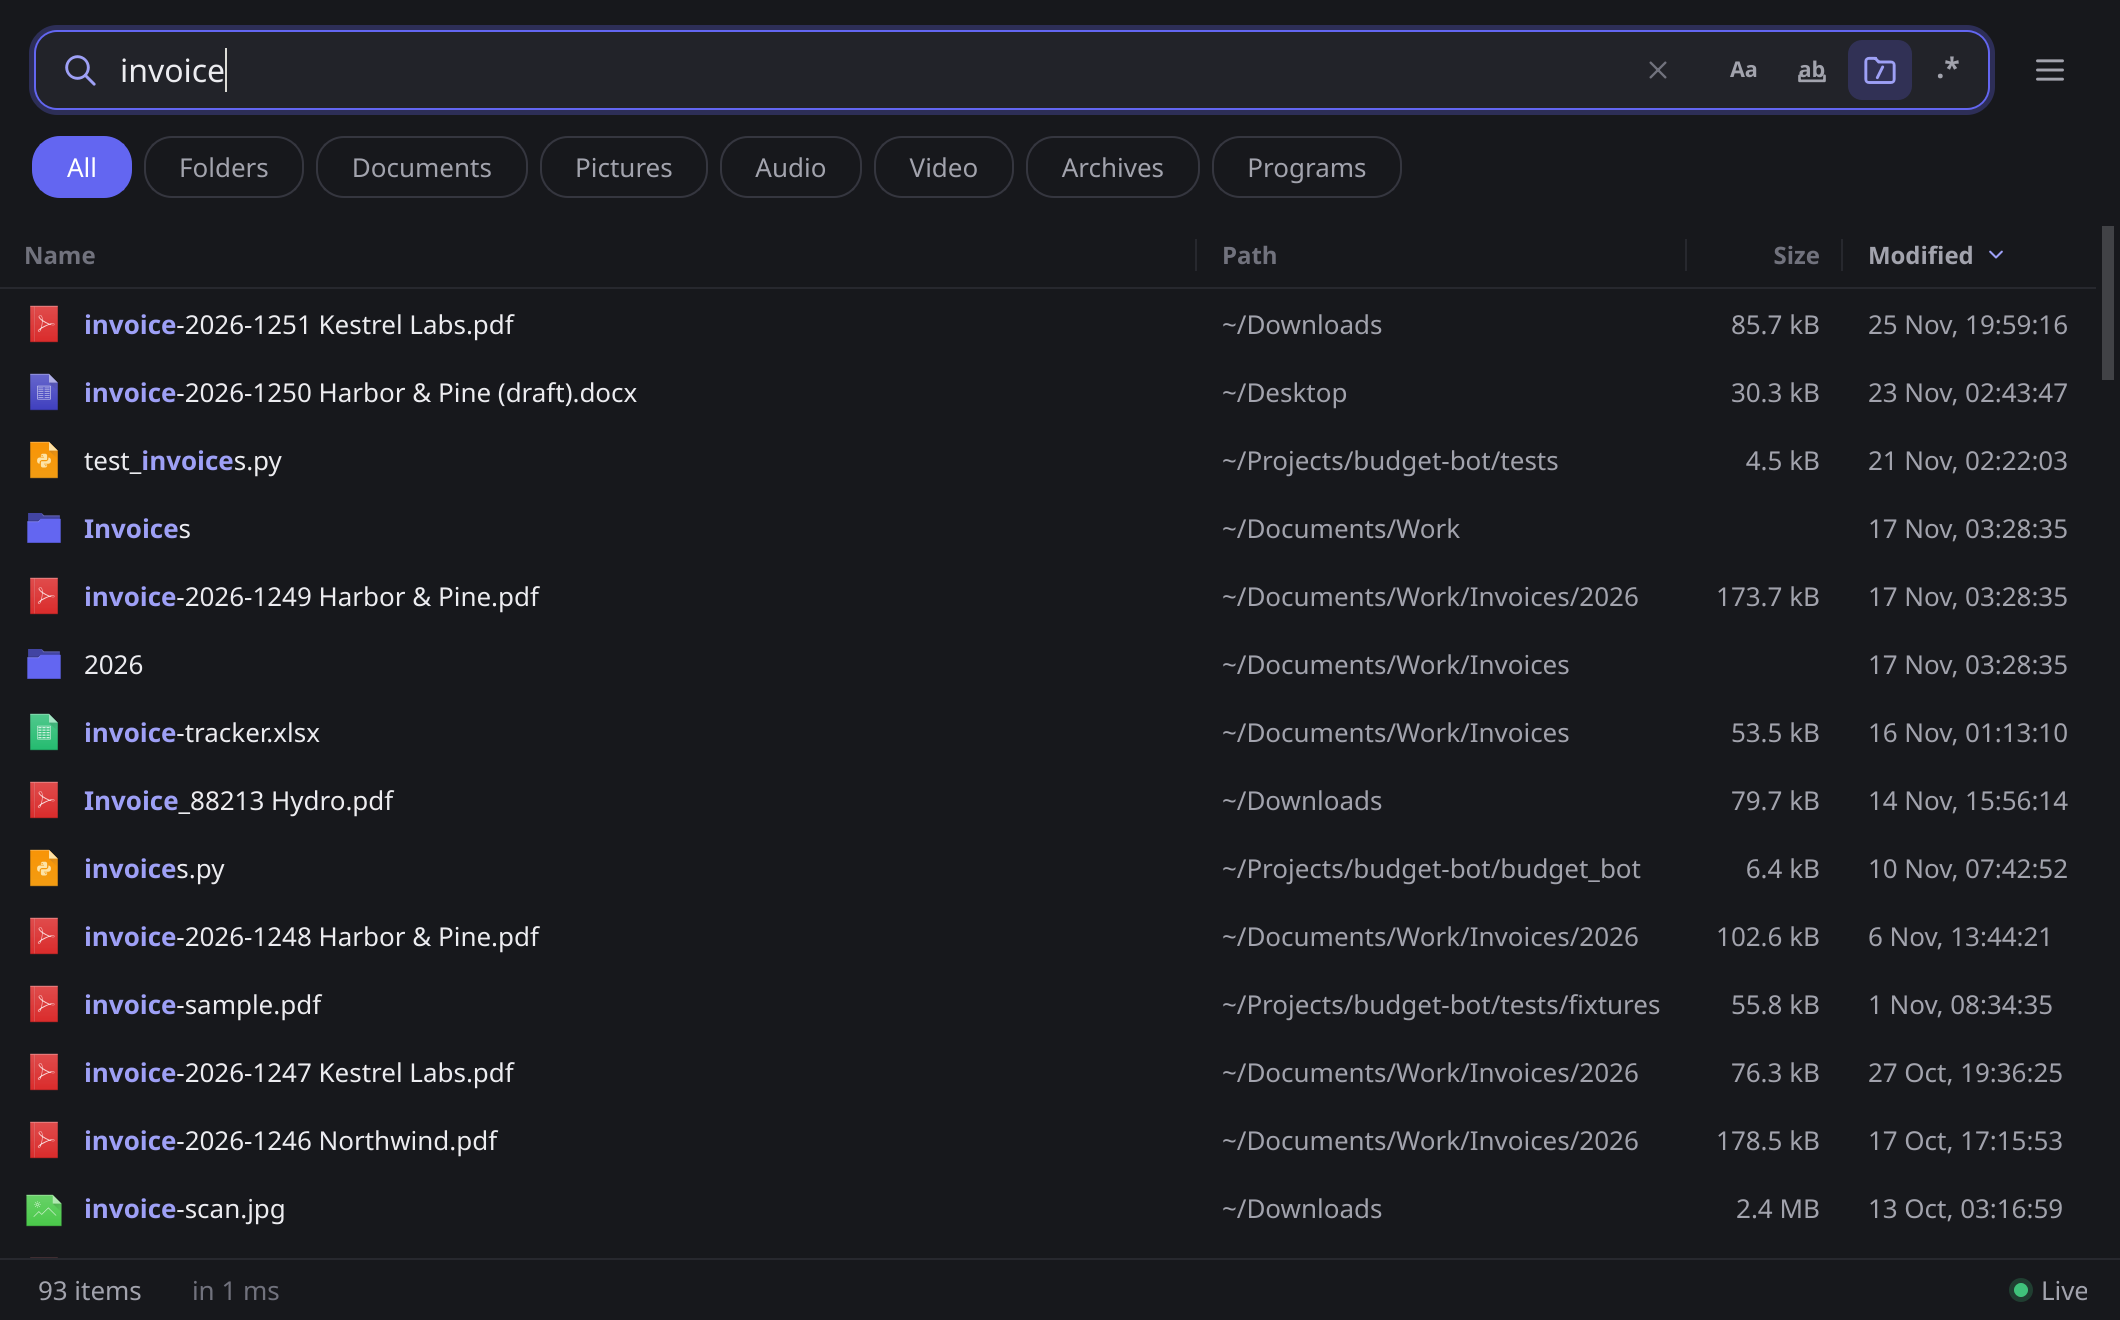 invoice Aa ab .*
All Folders Documents Pictures Audio Video Archives Programs
Name Path Size Modified
invoice-2026-1251 Kestrel Labs.pdf ~/Downloads 85.7 kB 25 Nov, 19:59:16
invoice-2026-1250 Harbor & Pine (draft).docx ~/Desktop 30.3 kB 23 Nov, 02:43:47
test_invoices.py ~/Projects/budget-bot/tests 4.5 kB 21 Nov, 02:22:03
Invoices ~/Documents/Work 17 Nov, 03:28:35
invoice-2026-1249 Harbor & Pine.pdf ~/Documents/Work/Invoices/2026 173.7 kB 17 Nov, 03:28:35
2026 ~/Documents/Work/Invoices 17 Nov, 03:28:35
invoice-tracker.xlsx ~/Documents/Work/Invoices 53.5 kB 16 Nov, 01:13:10
Invoice_88213 Hydro.pdf ~/Downloads 79.7 kB 14 Nov, 15:56:14
invoices.py ~/Projects/budget-bot/budget_bot 6.4 kB 10 Nov, 07:42:52
invoice-2026-1248 Harbor & Pine.pdf ~/Documents/Work/Invoices/2026 102.6 kB 6 Nov, 13:44:21
invoice-sample.pdf ~/Projects/budget-bot/tests/fixtures 55.8 kB 1 Nov, 08:34:35
invoice-2026-1247 Kestrel Labs.pdf ~/Documents/Work/Invoices/2026 76.3 kB 27 Oct, 19:36:25
invoice-2026-1246 Northwind.pdf ~/Documents/Work/Invoices/2026 178.5 kB 17 Oct, 17:15:53
invoice-scan.jpg ~/Downloads 2.4 MB 13 Oct, 03:16:59
93 items in 1 ms Live